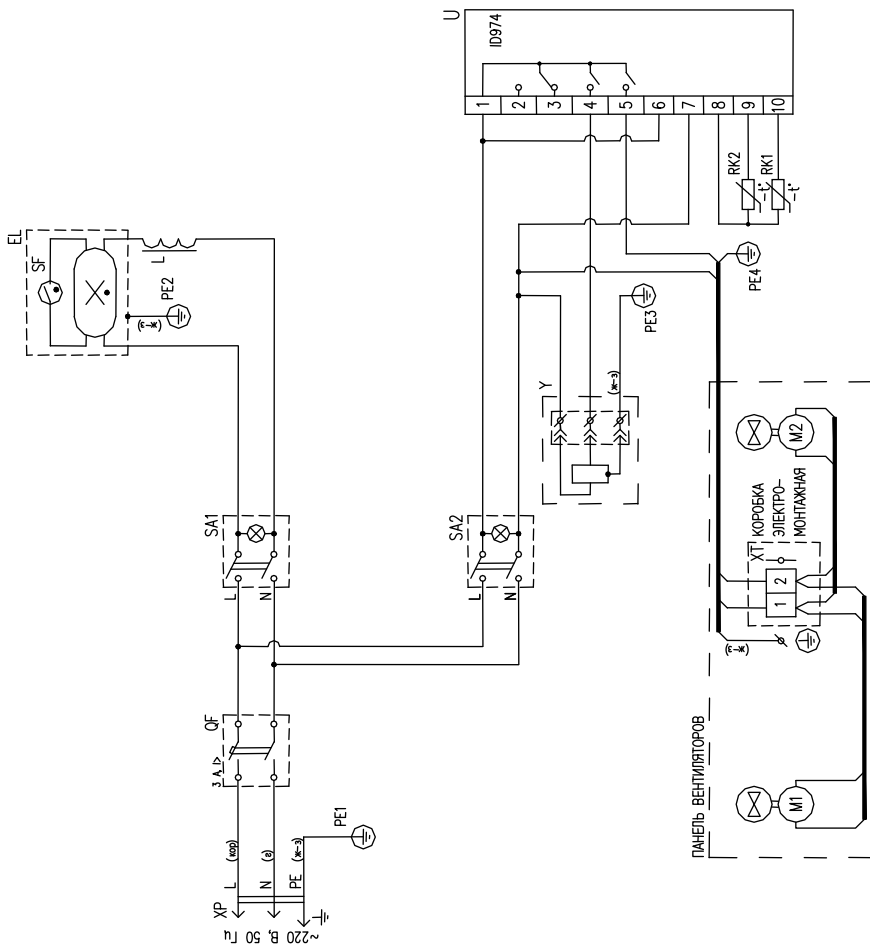 EL
SF
L
PE2
(ж-з)
U
ID974
1
2
3
4
5
6
7
8
9
10
RK2
-t°
RK1
-t°
PE4
PE3
(ж-з)
Y
SA1
L
N
SA2
L
N
QF
3 А, I>
XP
L
(кор)
N
(г)
PE
(ж-з)
PE1
~220 В, 50 Гц
ПАНЕЛЬ ВЕНТИЛЯТОРОВ
M1
M2
XT
КОРОБКА
ЭЛЕКТРО-
МОНТАЖНАЯ
1
2
(ж-з)